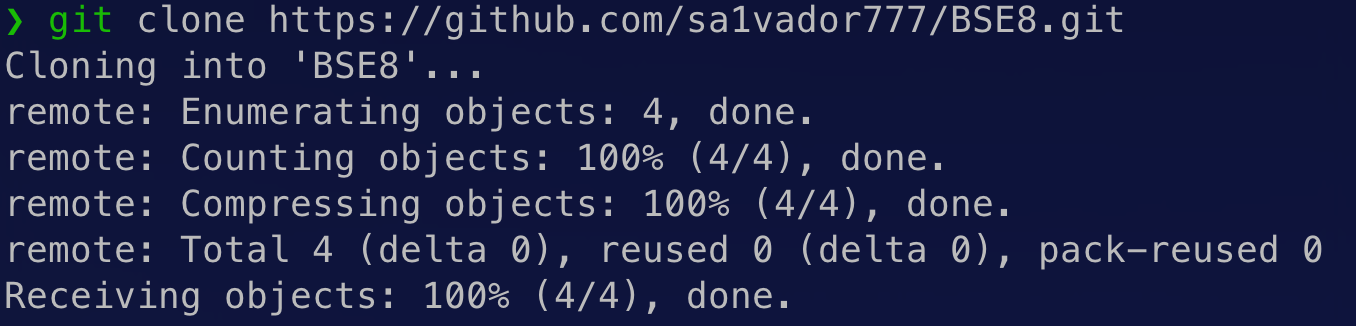 ❯ git clone https://github.com/sa1vador777/BSE8.git
Cloning into 'BSE8'...
remote: Enumerating objects: 4, done.
remote: Counting objects: 100% (4/4), done.
remote: Compressing objects: 100% (4/4), done.
remote: Total 4 (delta 0), reused 0 (delta 0), pack-reused 0
Receiving objects: 100% (4/4), done.